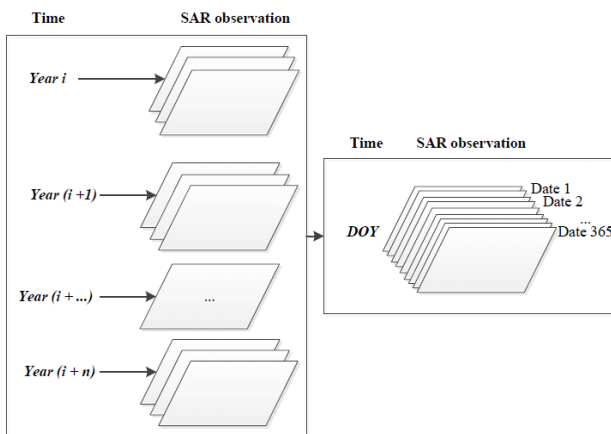 Time SAR observation
Year i
Year (i +1)
Year (i + ...)
...
Year (i + n)
Time SAR observation
DOY
Date 1
Date 2
...
Date 365